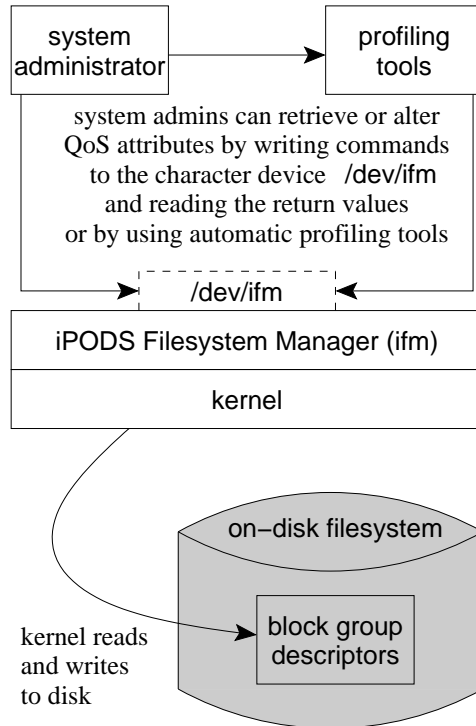 system
administrator
profiling
tools
system admins can retrieve or alter
QoS attributes by writing commands
to the character device /dev/ifm
and reading the return values
or by using automatic profiling tools
/dev/ifm
iPODS Filesystem Manager (ifm)
kernel
on−disk filesystem
block group
descriptors
kernel reads
and writes
to disk